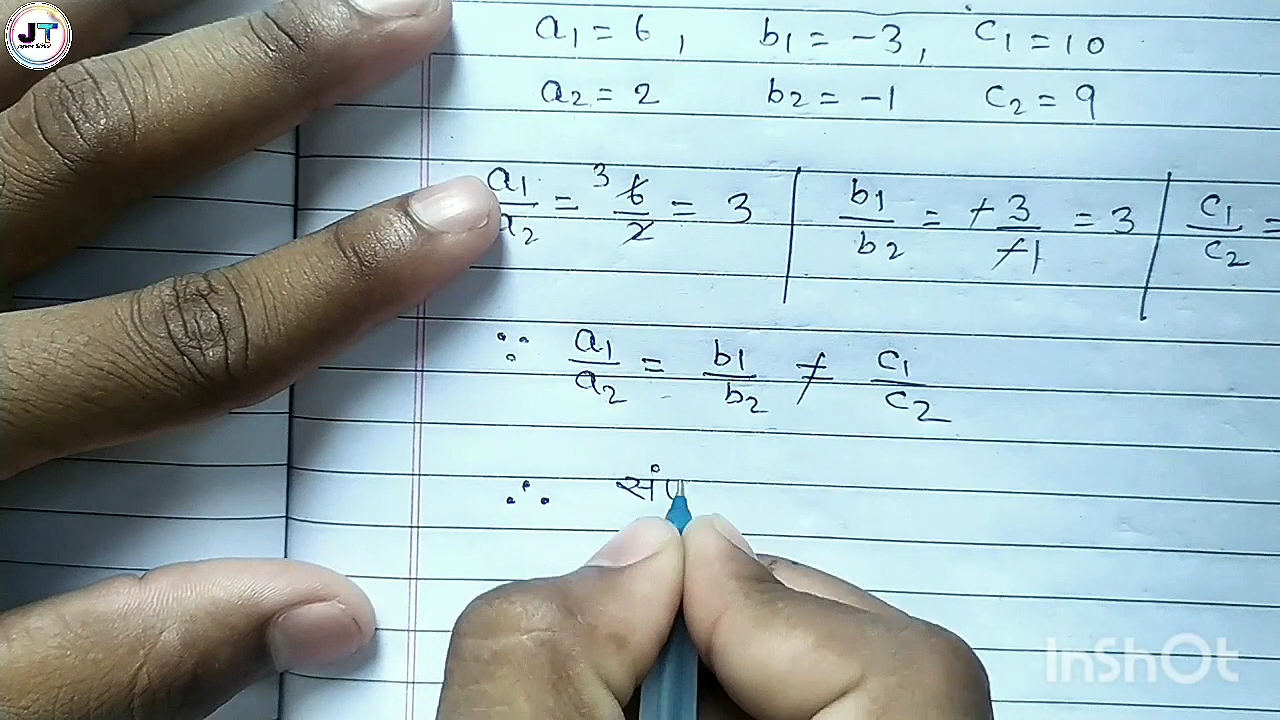 JT
a₁ = 6, b₁ = -3, c₁ = 10
a₂ = 2 b₂ = -1 c₂ = 9
a₁/a₂ = ³6/2 = 3 | b₁/b₂ = +3/+1 = 3 | c₁/c₂ =
∵ a₁/a₂ = b₁/b₂ ≠ c₁/c₂
∴ सं
InShOt